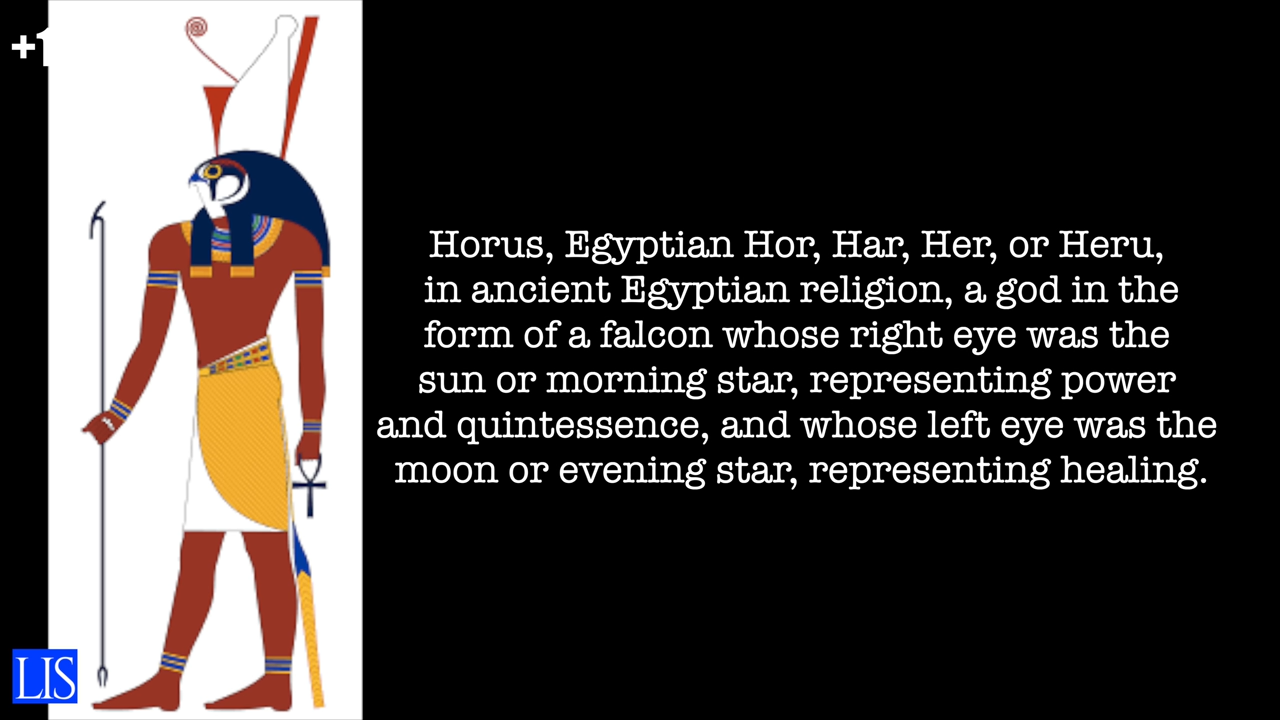 +1
Horus, Egyptian Hor, Har, Her, or Heru,
in ancient Egyptian religion, a god in the
form of a falcon whose right eye was the
sun or morning star, representing power
and quintessence, and whose left eye was the
moon or evening star, representing healing.
LIS